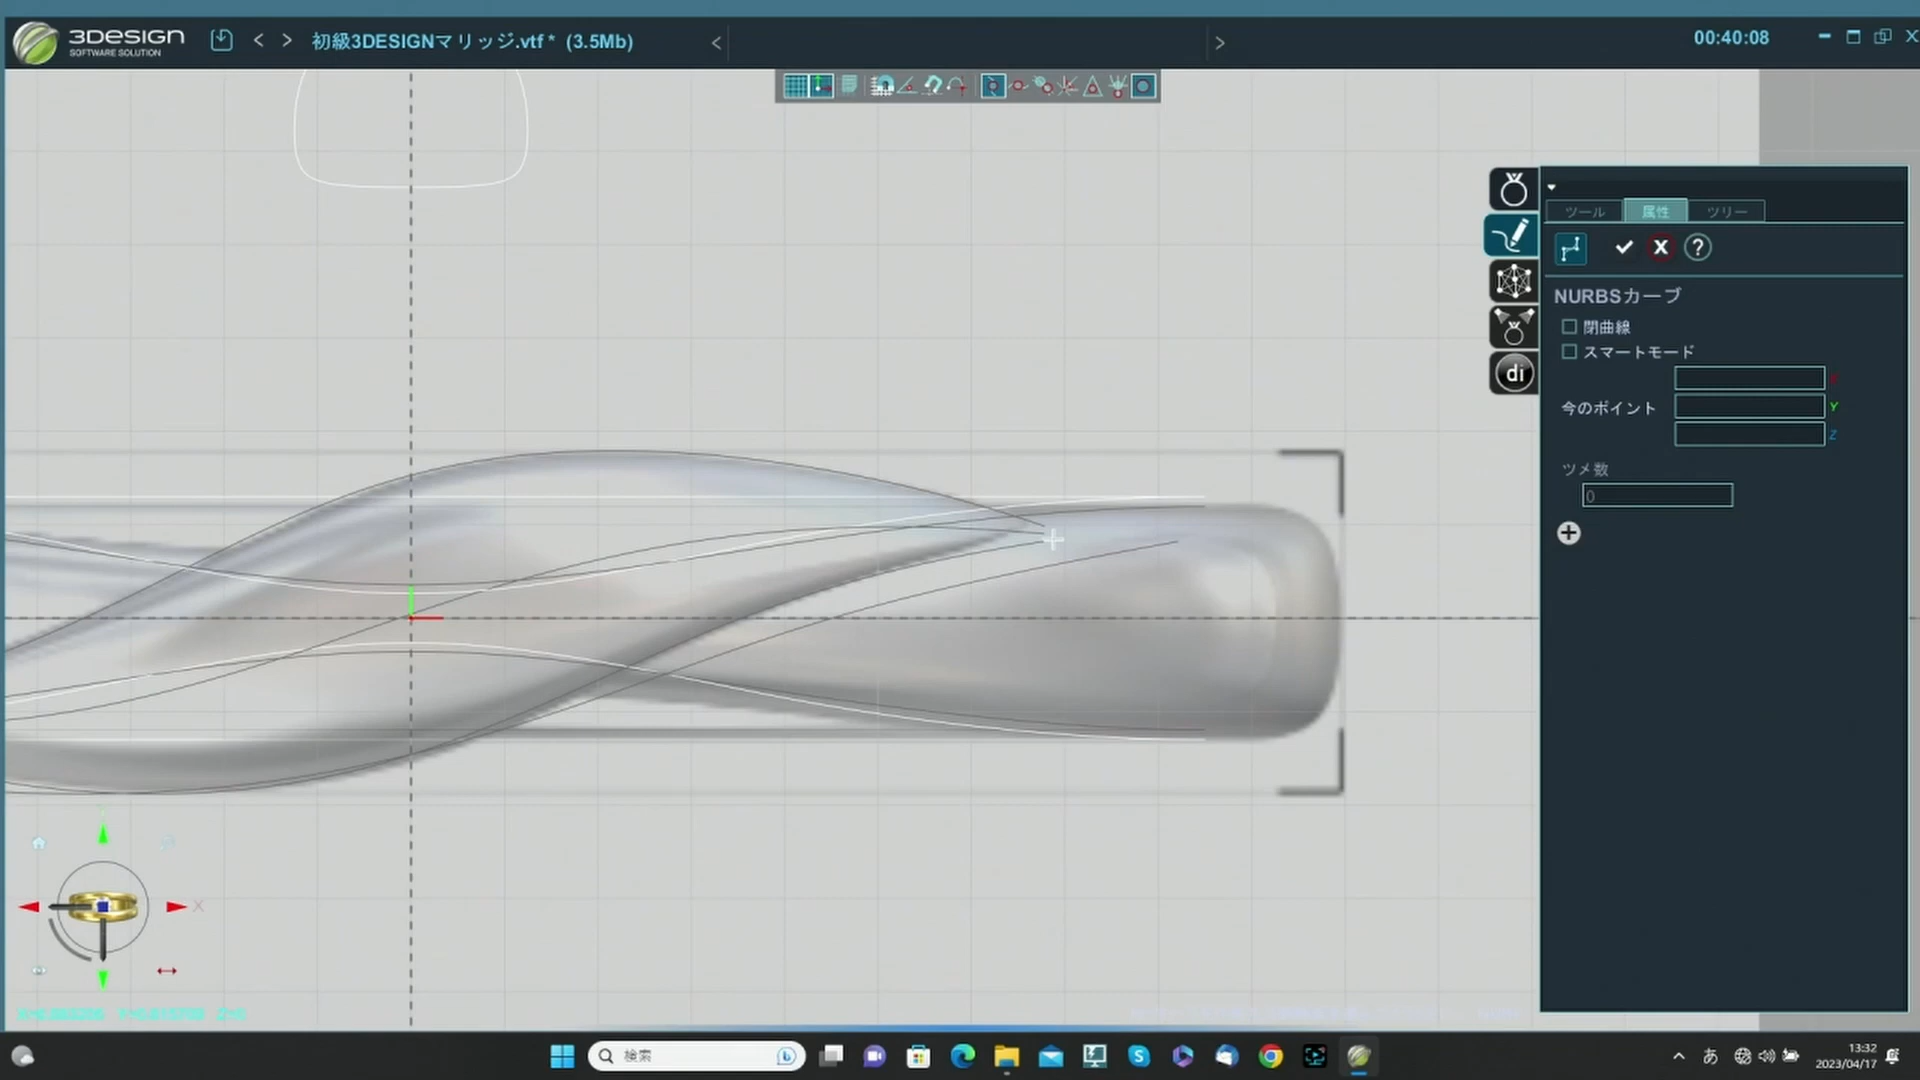 3DESIGN
SOFTWARE SOLUTION
初級3DESIGNマリッジ.vtf * (3.5Mb)
00:40:08
ツール
属性
ツリー
NURBSカーブ
閉曲線
スマートモード
今のポイント
Y
Z
ツメ数
0
di
X
検索
あ
13:32
2023/04/17